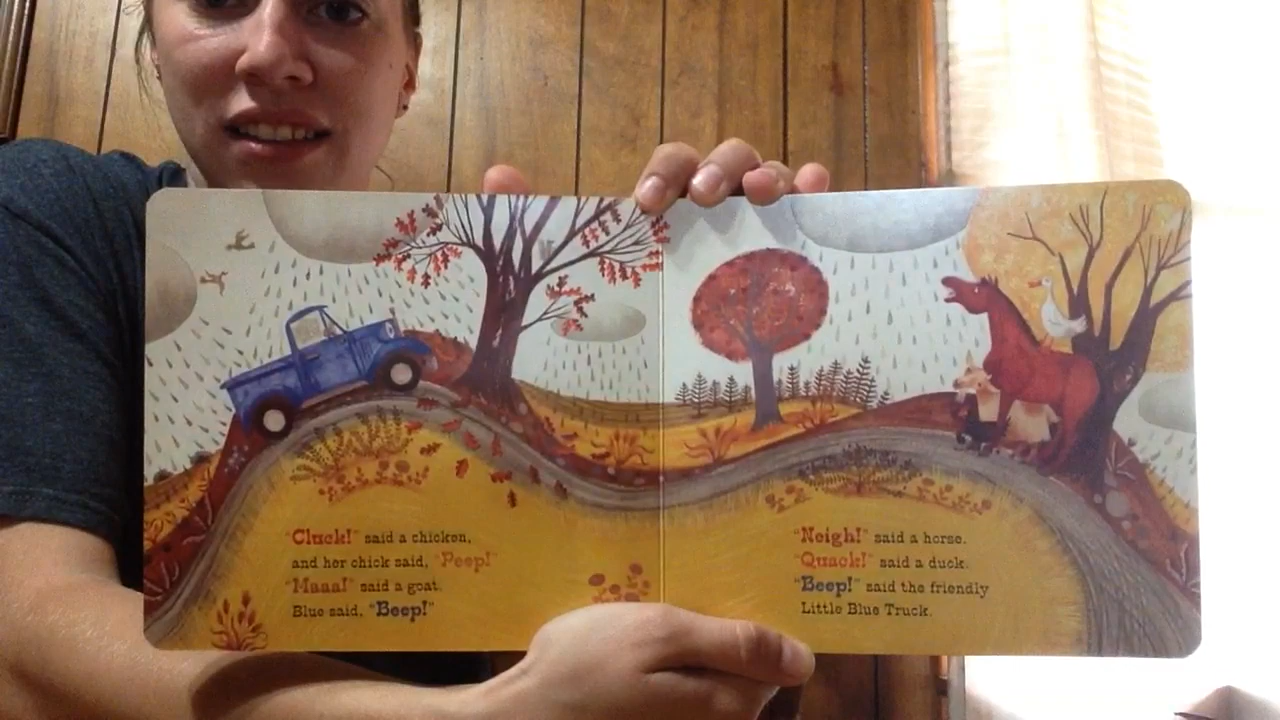 "Cluck!" said a chicken,
and her chick said, "Peep!"
"Maaa!" said a goat.
Blue said, "Beep!"
"Neigh!" said a horse.
"Quack!" said a duck.
"Beep!" said the friendly
Little Blue Truck.